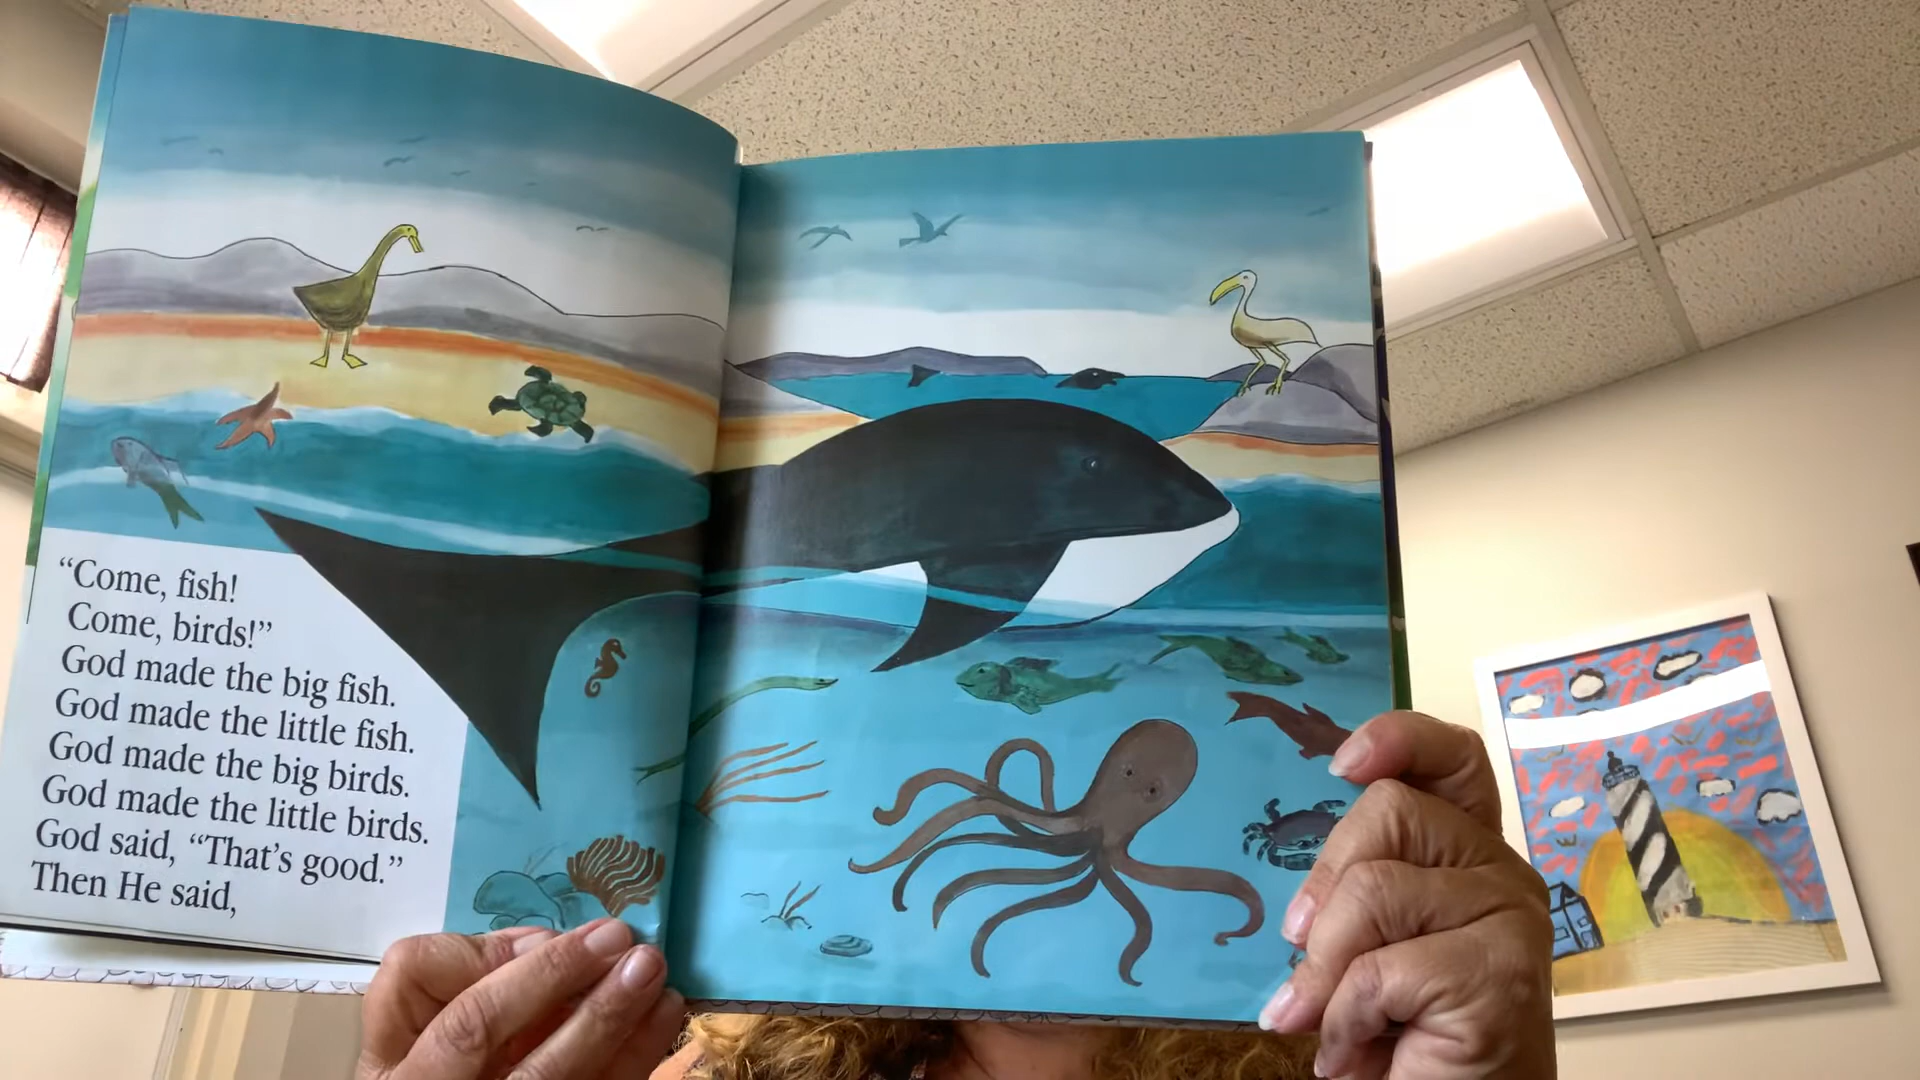 “Come, fish!
Come, birds!”
God made the big fish.
God made the little fish.
God made the big birds.
God made the little birds.
God said, “That’s good.”
Then He said,